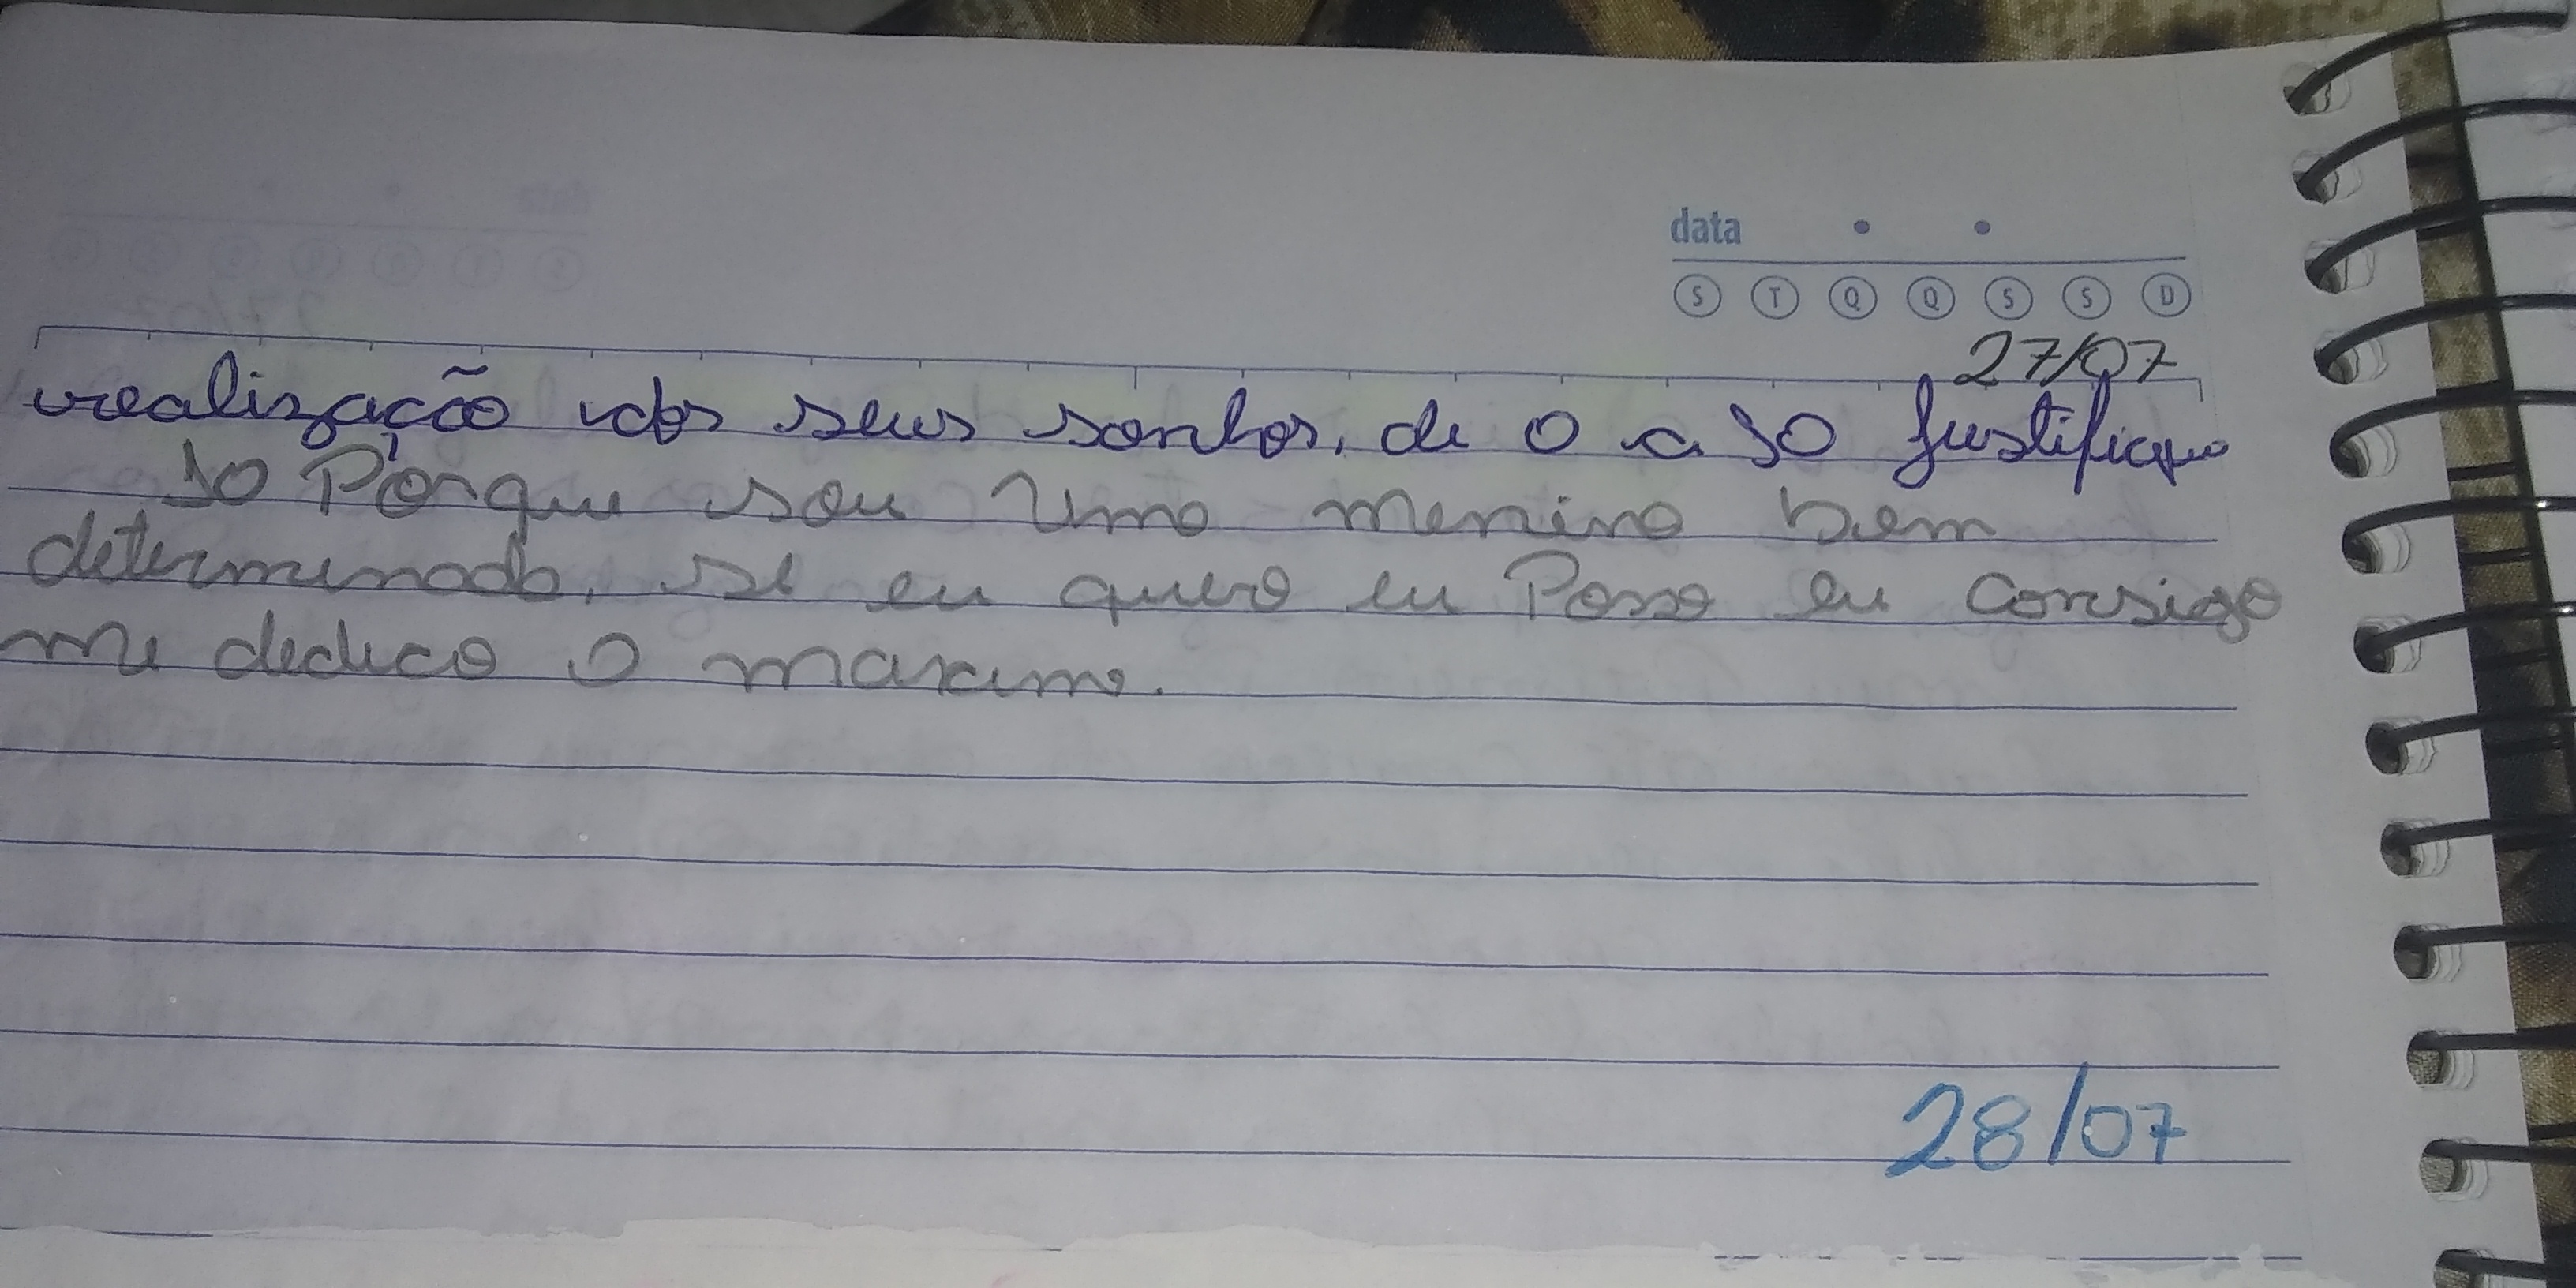 data
S T Q Q S S D
27/07
realização dos seus sonhos, de 0 a 10 Justifique
10 Porque sou uma menina bem
determinada, se eu quero eu Posso eu consigo
me dedico o maximo.
28/07